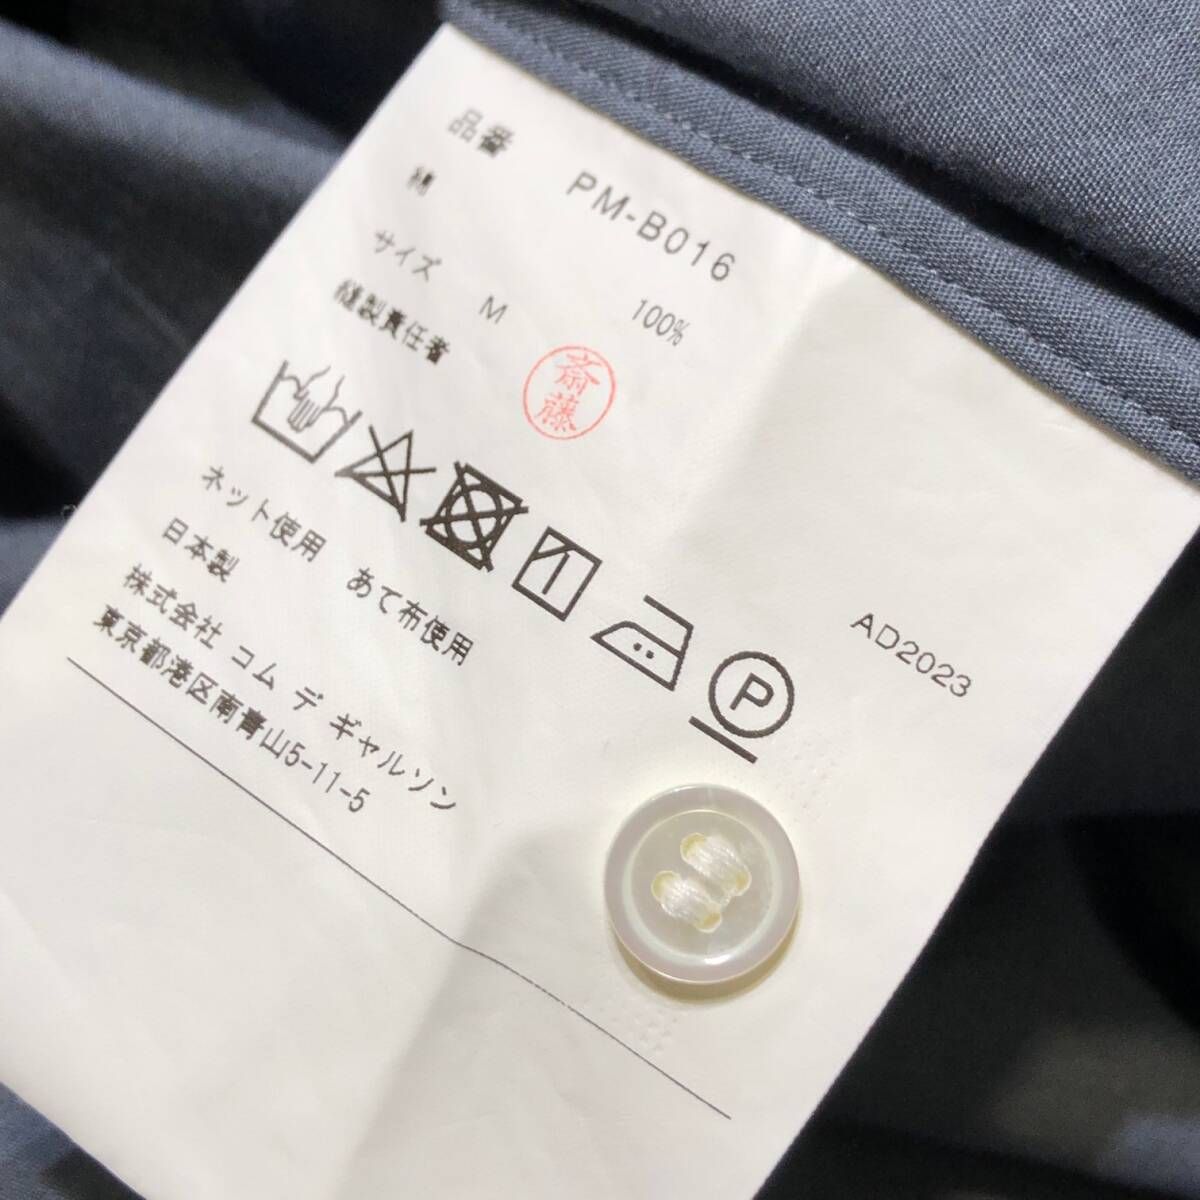 品番 PM-B016
綿 100%
サイズ M
縫製責任者 斎藤
ネット使用 あて布使用
日本製
株式会社 コム デ ギャルソン
東京都港区南青山5-11-5
P
AD2023